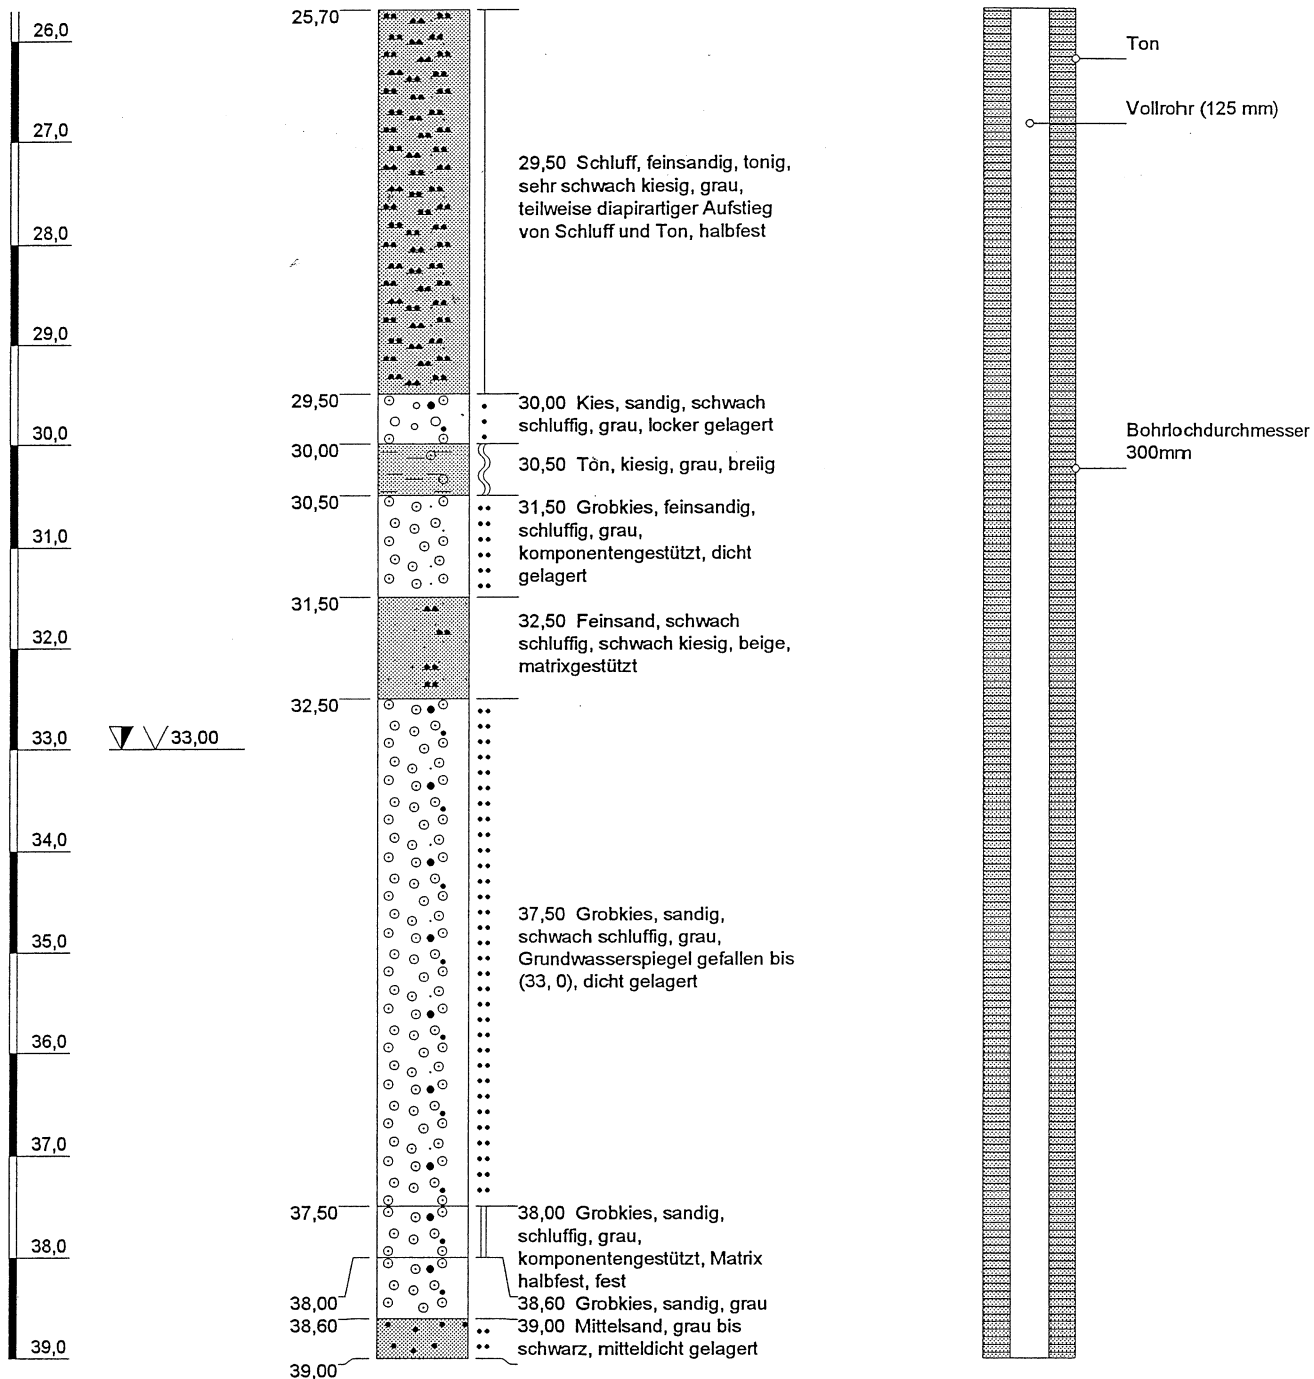 26,0
27,0
28,0
29,0
30,0
31,0
32,0
33,0
34,0
35,0
36,0
37,0
38,0
39,0
33,00
25,70
29,50
30,00
30,50
31,50
32,50
37,50
38,00
38,60
39,00
29,50 Schluff, feinsandig, tonig,
sehr schwach kiesig, grau,
teilweise diapirartiger Aufstieg
von Schluff und Ton, halbfest
30,00 Kies, sandig, schwach
schluffig, grau, locker gelagert
30,50 Ton, kiesig, grau, breiig
31,50 Grobkies, feinsandig,
schluffig, grau,
komponentengestützt, dicht
gelagert
32,50 Feinsand, schwach
schluffig, schwach kiesig, beige,
matrixgestützt
37,50 Grobkies, sandig,
schwach schluffig, grau,
Grundwasserspiegel gefallen bis
(33, 0), dicht gelagert
38,00 Grobkies, sandig,
schluffig, grau,
komponentengestützt, Matrix
halbfest, fest
38,60 Grobkies, sandig, grau
39,00 Mittelsand, grau bis
schwarz, mitteldicht gelagert
Ton
Vollrohr (125 mm)
Bohrlochdurchmesser
300mm